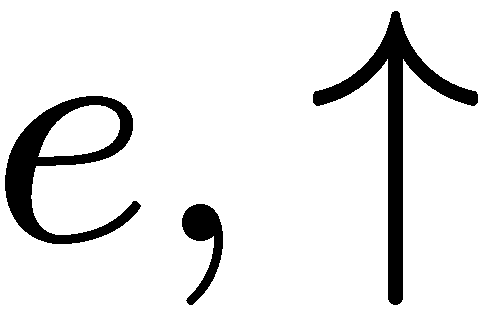 e, ↑